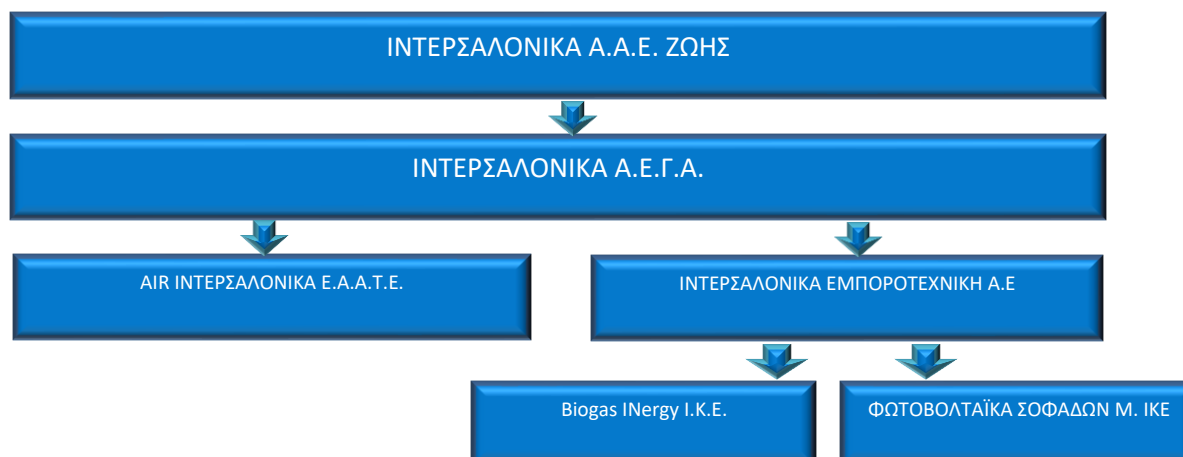 ΙΝΤΕΡΣΑΛΟΝΙΚΑ Α.Α.Ε. ΖΩΗΣ
ΙΝΤΕΡΣΑΛΟΝΙΚΑ Α.Ε.Γ.Α.
AIR ΙΝΤΕΡΣΑΛΟΝΙΚΑ Ε.Α.Α.Τ.Ε.
ΙΝΤΕΡΣΑΛΟΝΙΚΑ ΕΜΠΟΡΟΤΕΧΝΙΚΗ Α.Ε
Biogas INergy Ι.Κ.Ε.
ΦΩΤΟΒΟΛΤΑΪΚΑ ΣΟΦΑΔΩΝ Μ. ΙΚΕ